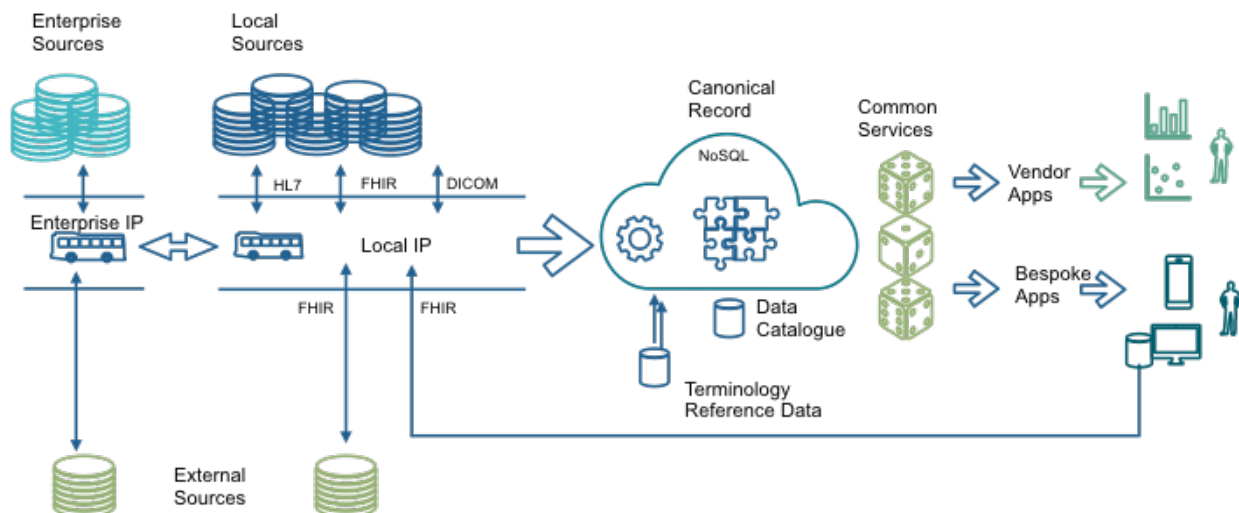 Enterprise
Sources
Local
Sources
Canonical
Record
Common
Services
NoSQL
HL7
FHIR
DICOM
Vendor
Apps
Enterprise IP
Local IP
Bespoke
Apps
FHIR
FHIR
Data
Catalogue
Terminology
Reference Data
External
Sources